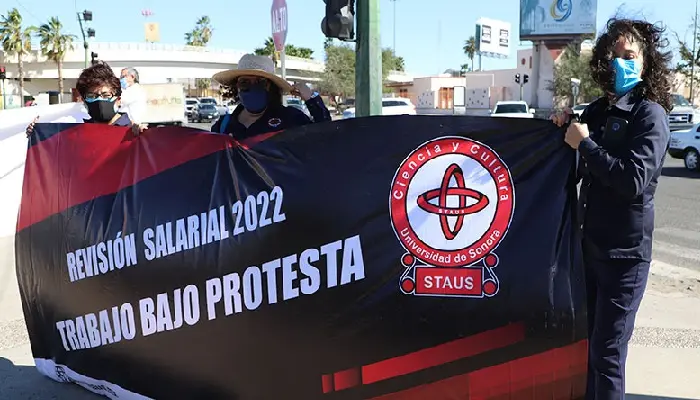 ALTO
REVISIÓN SALARIAL 2022
TRABAJO BAJO PROTESTA
Ciencia y Cultura
STAUS
Universidad de Sonora
STAUS